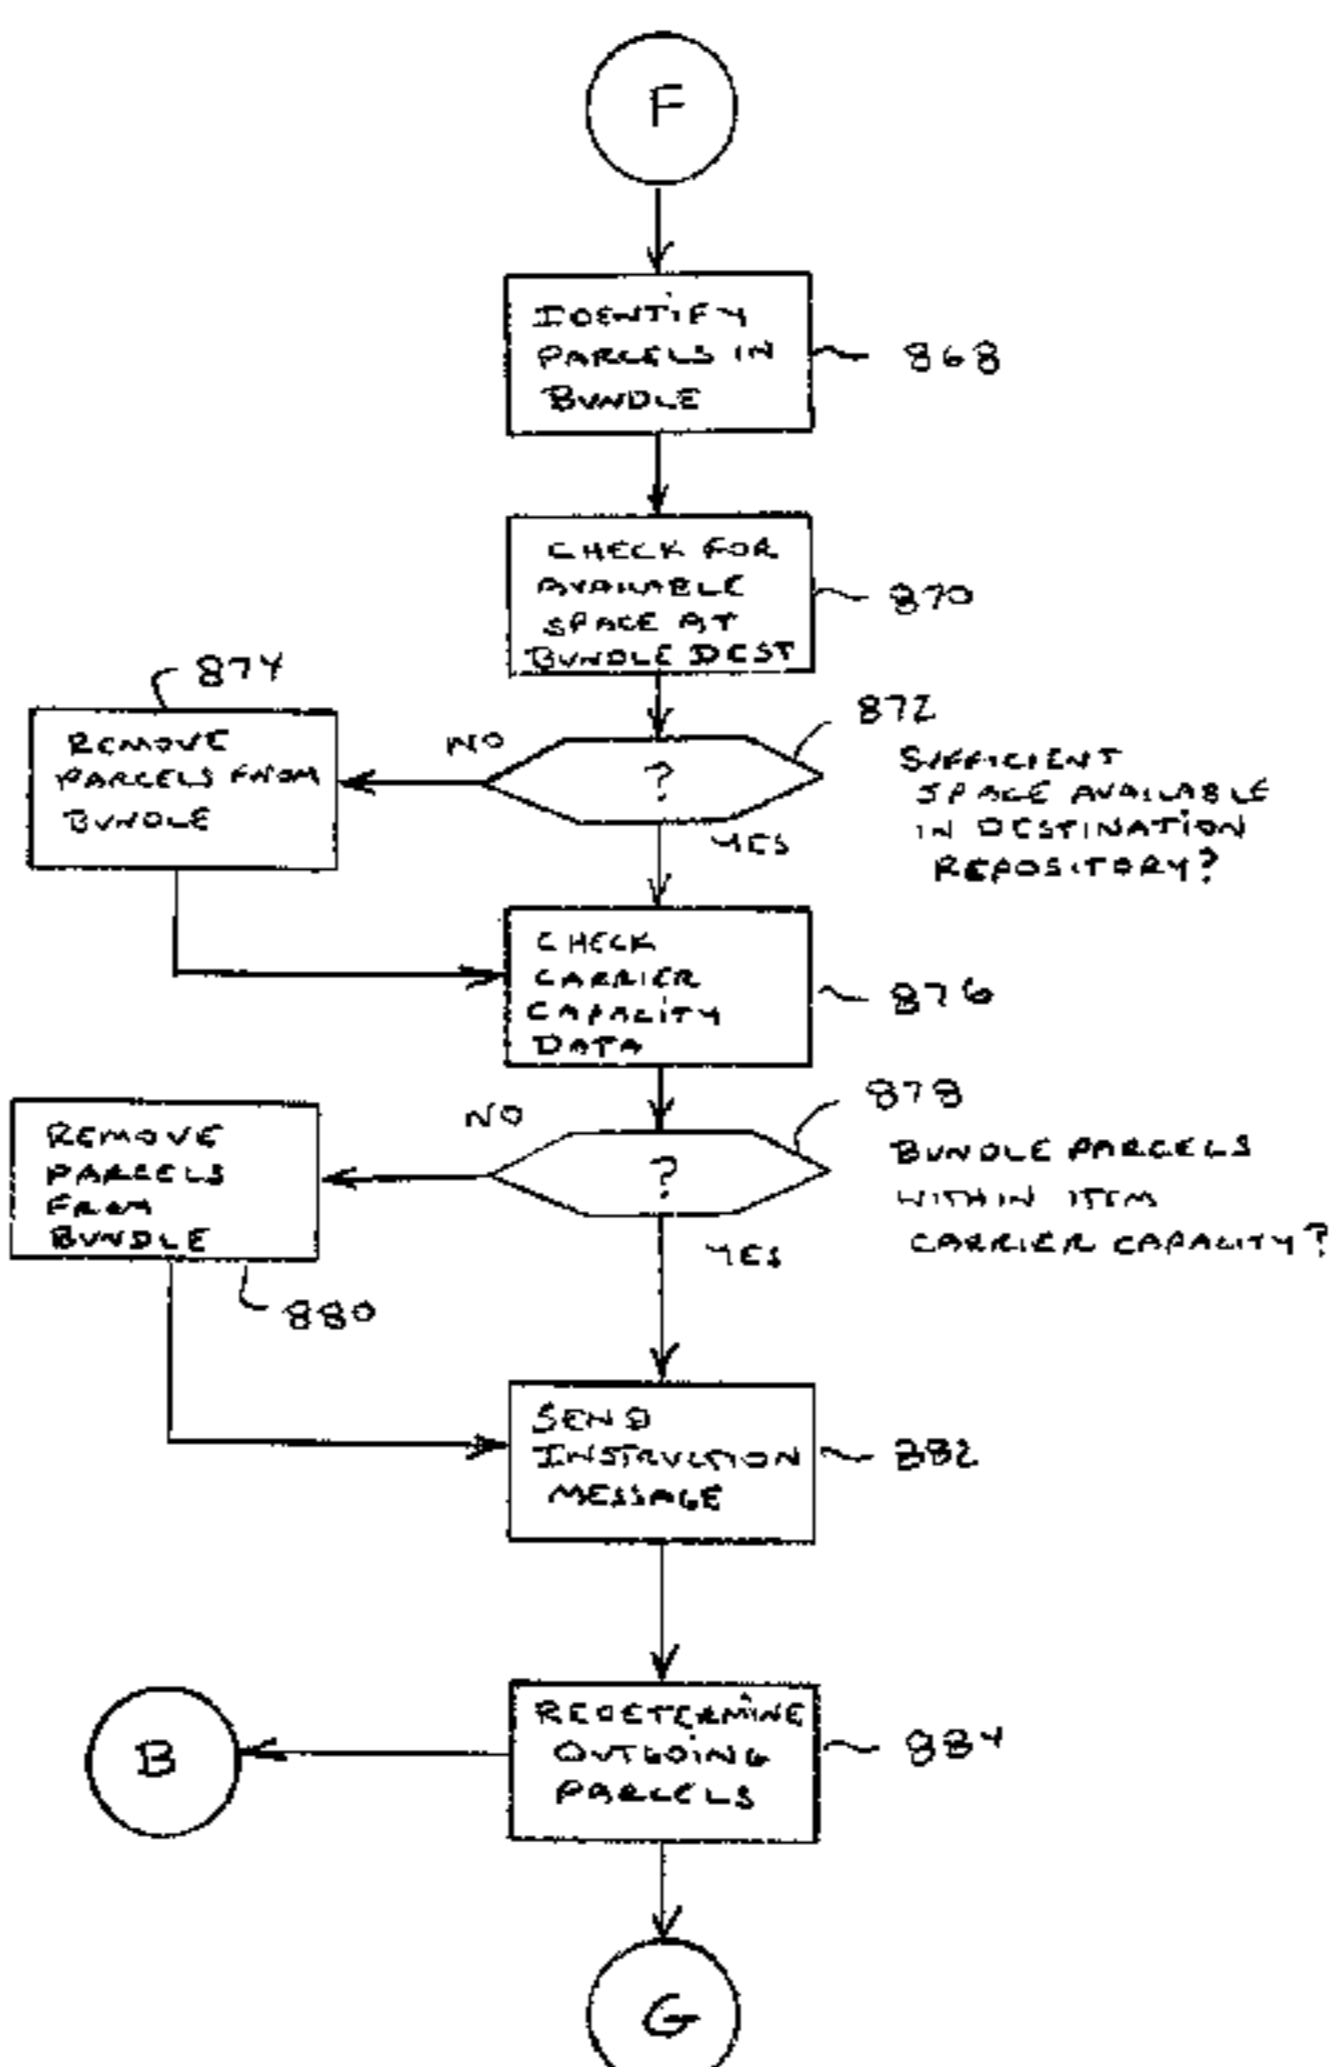 F
IDENTIFY
PARCELS IN
BUNDLE
868
CHECK FOR
AVAILABLE
SPACE AT
BUNDLE DEST
870
874
REMOVE
PARCELS FROM
BUNDLE
NO
?
YES
872
SUFFICIENT
SPACE AVAILABLE
IN DESTINATION
REPOSITORY?
CHECK
CARRIER
CAPACITY
DATA
876
REMOVE
PARCELS
FROM
BUNDLE
880
NO
?
YES
878
BUNDLE PARCELS
WITHIN ITEM
CARRIER CAPACITY?
SEND
INSTRUCTION
MESSAGE
882
B
REDETERMINE
OUTGOING
PARCELS
884
G